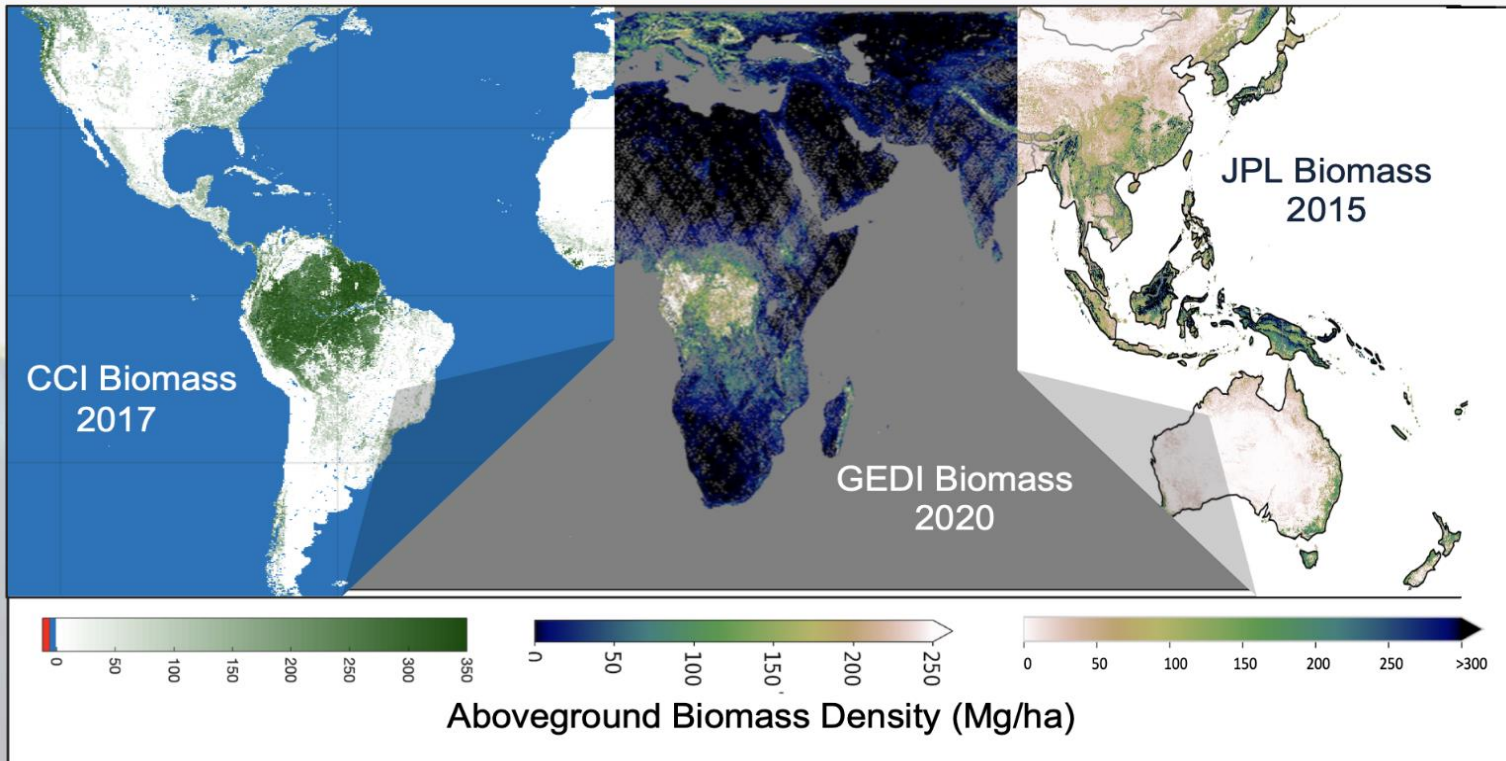 CCI Biomass
2017
GEDI Biomass
2020
JPL Biomass
2015
0 50 100 150 200 250 300 350
0 50 100 150 200 250
0 50 100 150 200 250 >300
Aboveground Biomass Density (Mg/ha)